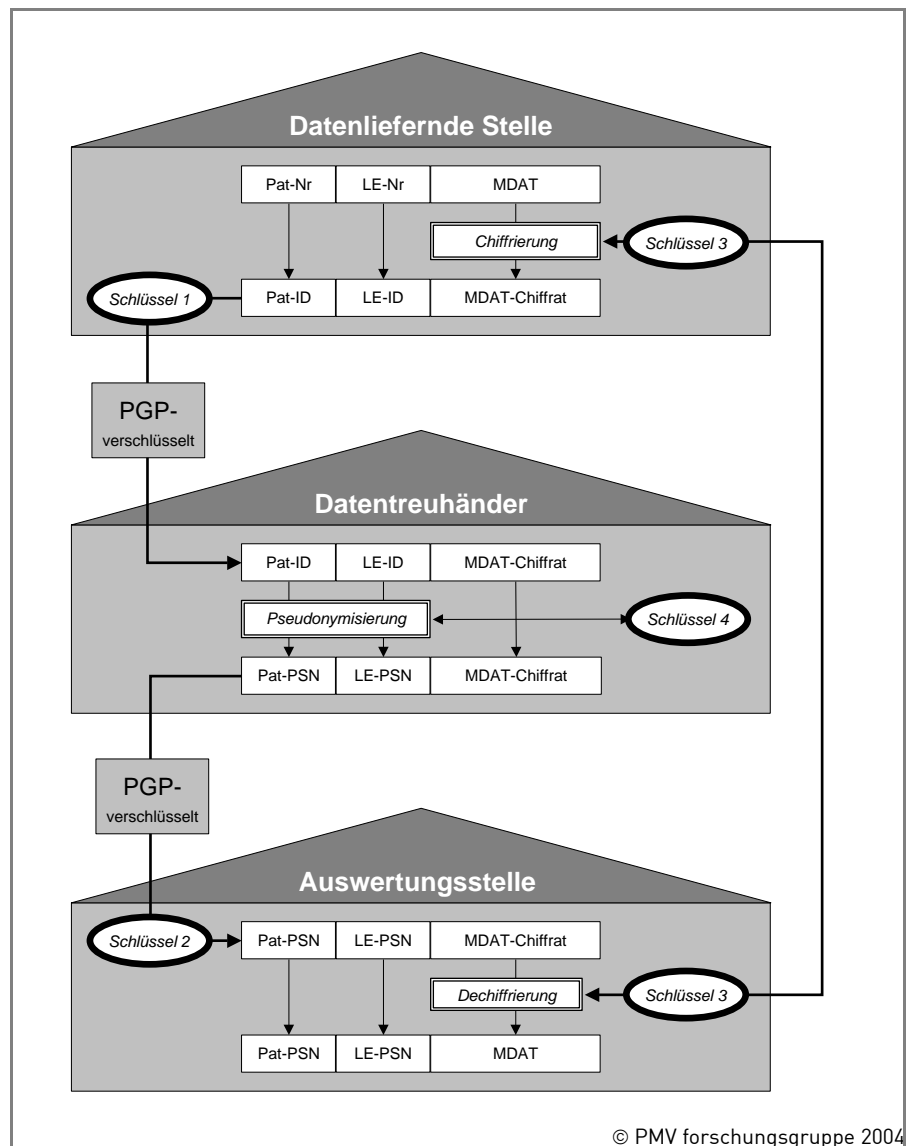 Datenliefernde Stelle
Pat-Nr LE-Nr MDAT
Chiffrierung Schlüssel 3
Schlüssel 1 Pat-ID LE-ID MDAT-Chiffrat
PGP-
verschlüsselt
Datentreuhänder
Pat-ID LE-ID MDAT-Chiffrat
Pseudonymisierung Schlüssel 4
Pat-PSN LE-PSN MDAT-Chiffrat
PGP-
verschlüsselt
Auswertungsstelle
Schlüssel 2 Pat-PSN LE-PSN MDAT-Chiffrat
Dechiffrierung Schlüssel 3
Pat-PSN LE-PSN MDAT
© PMV forschungsgruppe 2004